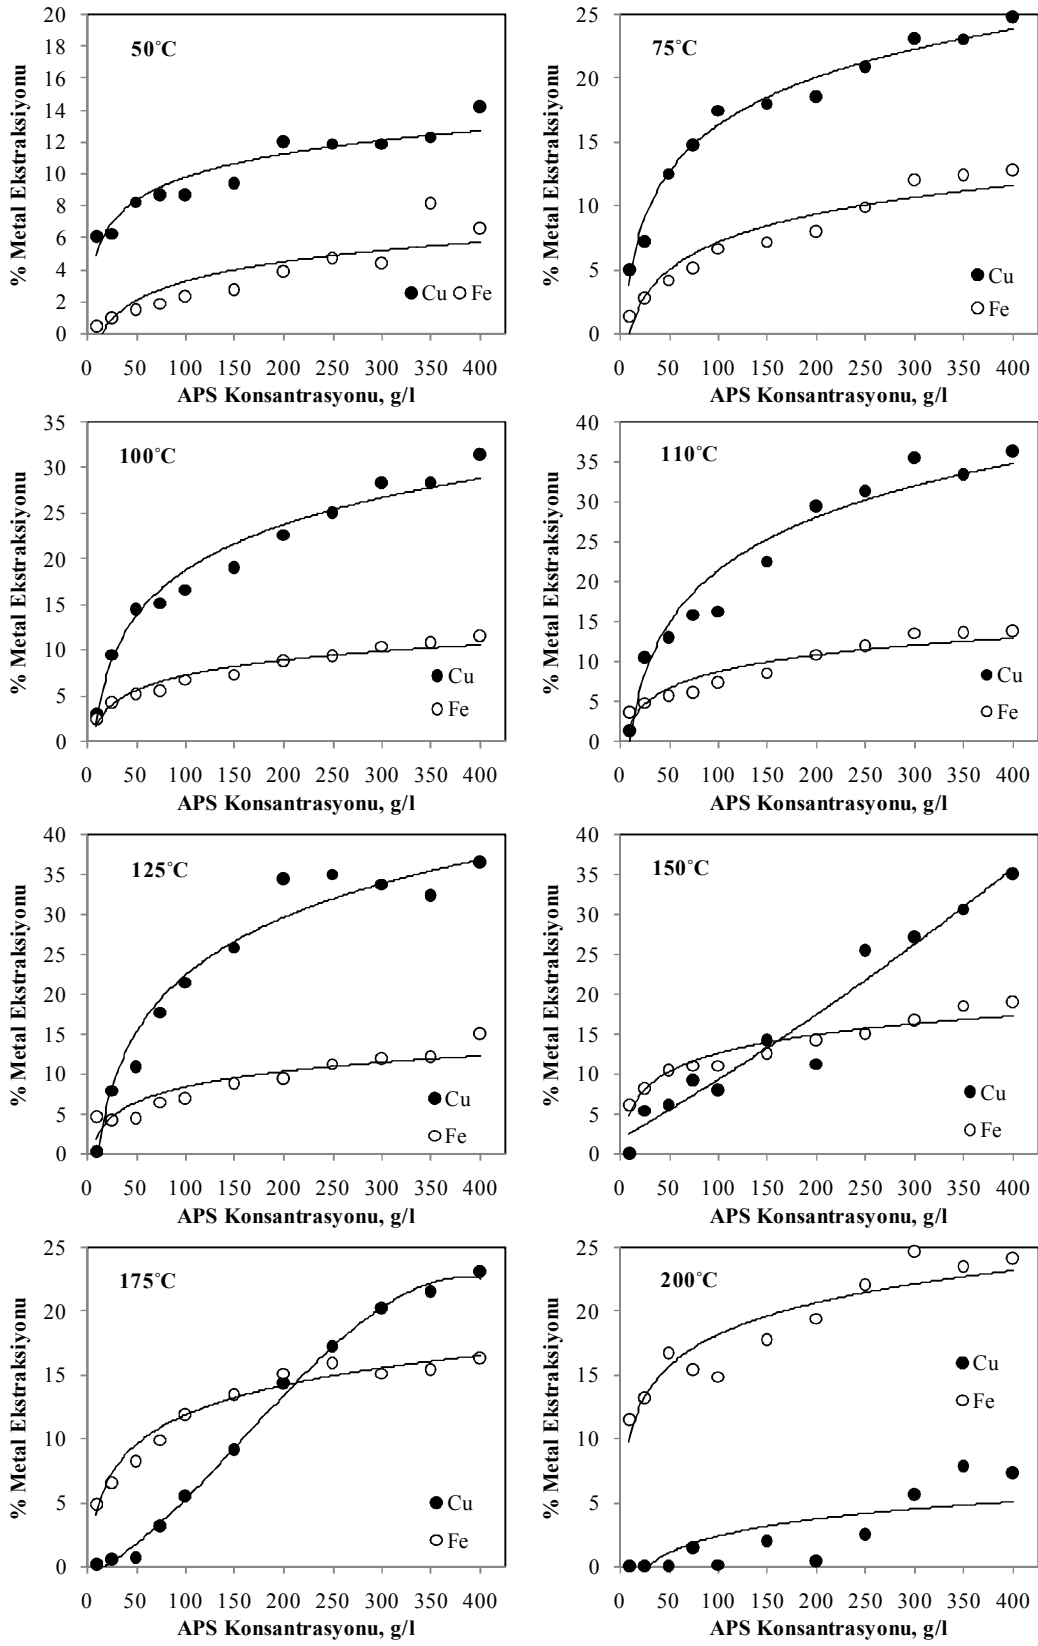 50°C
% Metal Ekstraksiyonu
20
18
16
14
12
10
8
6
4
2
0
Cu Fe
0 50 100 150 200 250 300 350 400
APS Konsantrasyonu, g/l
75°C
% Metal Ekstraksiyonu
25
20
15
10
5
0
Cu
Fe
0 50 100 150 200 250 300 350 400
APS Konsantrasyonu, g/l
100°C
% Metal Ekstraksiyonu
35
30
25
20
15
10
5
0
Cu
Fe
0 50 100 150 200 250 300 350 400
APS Konsantrasyonu, g/l
110°C
% Metal Ekstraksiyonu
40
35
30
25
20
15
10
5
0
Cu
Fe
0 50 100 150 200 250 300 350 400
APS Konsantrasyonu, g/l
125°C
% Metal Ekstraksiyonu
40
35
30
25
20
15
10
5
0
Cu
Fe
0 50 100 150 200 250 300 350 400
APS Konsantrasyonu, g/l
150°C
% Metal Ekstraksiyonu
40
35
30
25
20
15
10
5
0
Cu
Fe
0 50 100 150 200 250 300 350 400
APS Konsantrasyonu, g/l
175°C
% Metal Ekstraksiyonu
25
20
15
10
5
0
Cu
Fe
0 50 100 150 200 250 300 350 400
APS Konsantrasyonu, g/l
200°C
% Metal Ekstraksiyonu
25
20
15
10
5
0
Cu
Fe
0 50 100 150 200 250 300 350 400
APS Konsantrasyonu, g/l